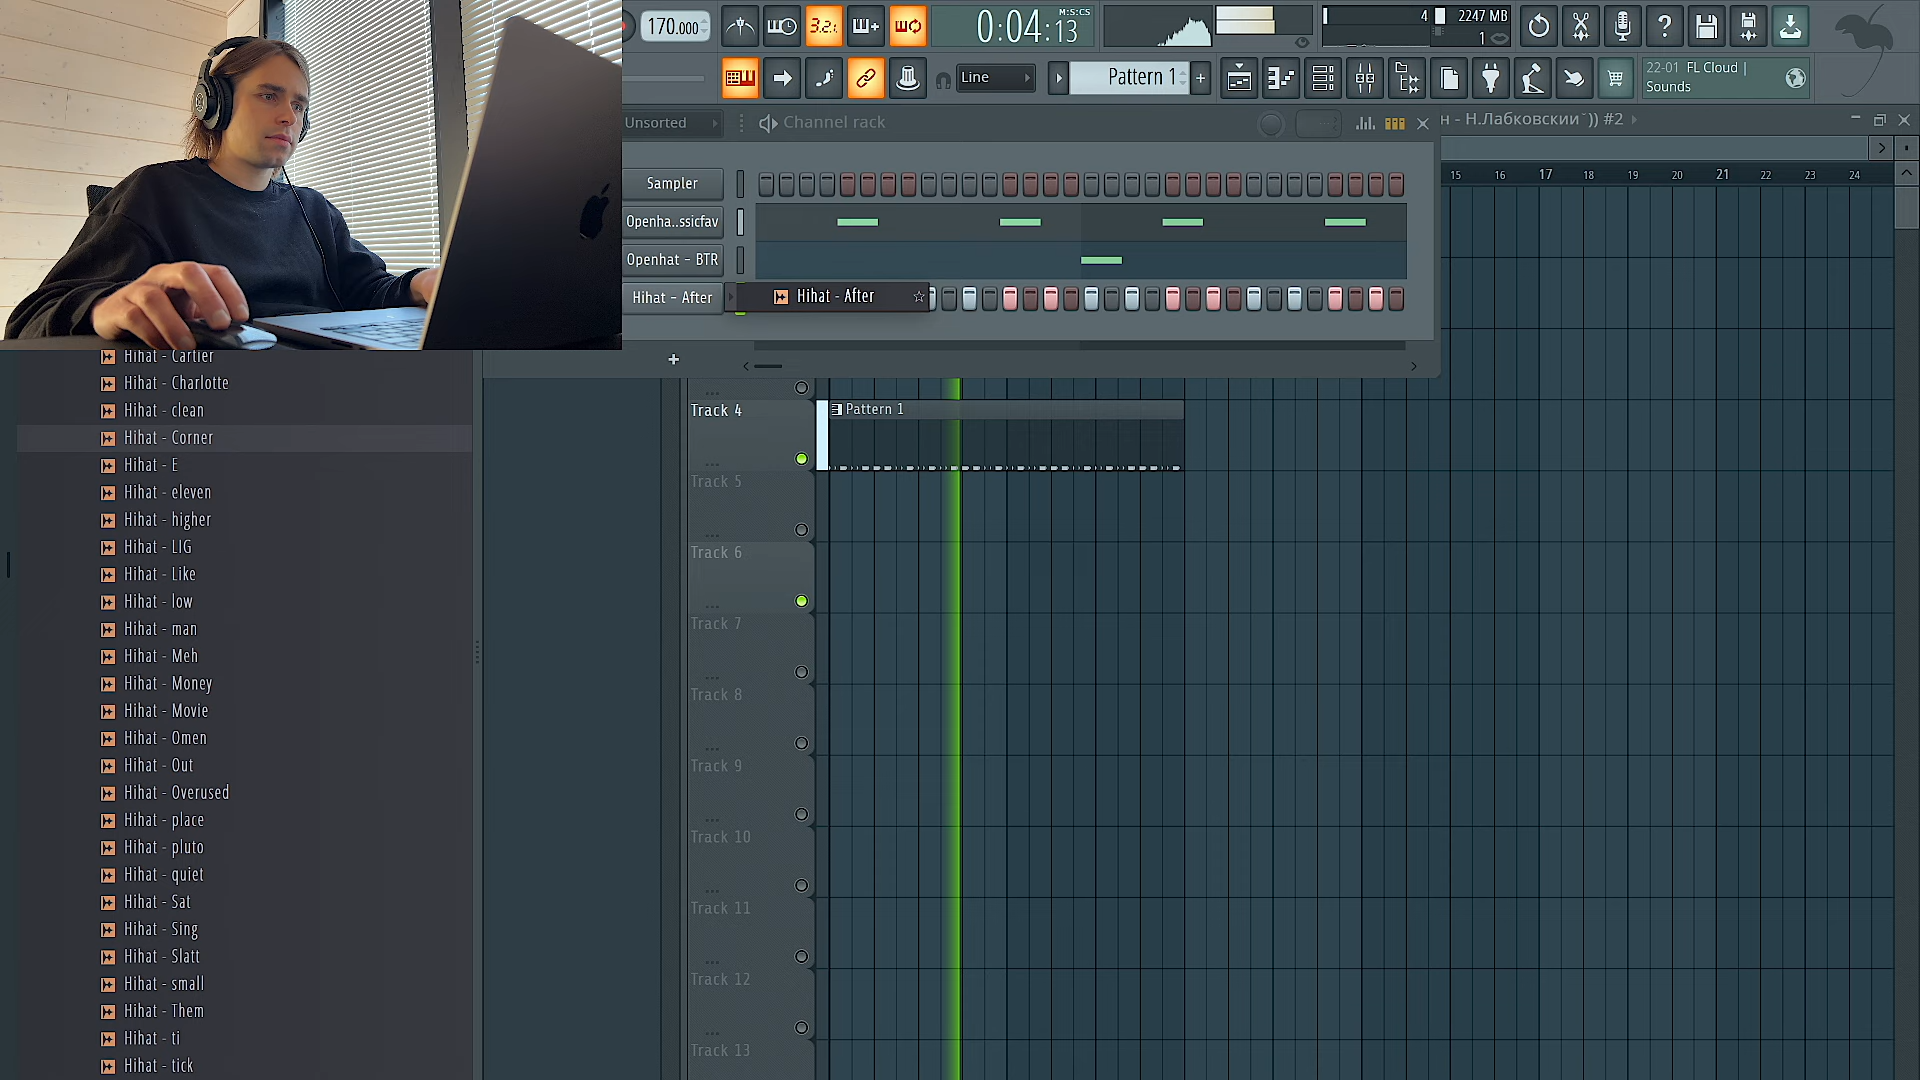 170.000
3.2.
0:04:13
M:S:CS
4
2247 MB
1
Line
Pattern 1
22-01 FL Cloud |
Sounds
Unsorted
Channel rack
н - Н.Лабковский¨)) #2
Sampler
Openha..ssicfav
Openhat - BTR
Hihat - After
Hihat - After
15
16
17
18
19
20
21
22
23
24
Hihat - Cartier
Hihat - Charlotte
Hihat - clean
Hihat - Corner
Hihat - E
Hihat - eleven
Hihat - higher
Hihat - LIG
Hihat - Like
Hihat - low
Hihat - man
Hihat - Meh
Hihat - Money
Hihat - Movie
Hihat - Omen
Hihat - Out
Hihat - Overused
Hihat - place
Hihat - pluto
Hihat - quiet
Hihat - Sat
Hihat - Sing
Hihat - Slatt
Hihat - small
Hihat - Them
Hihat - ti
Hihat - tick
Track 4
Pattern 1
Track 5
Track 6
Track 7
Track 8
Track 9
Track 10
Track 11
Track 12
Track 13